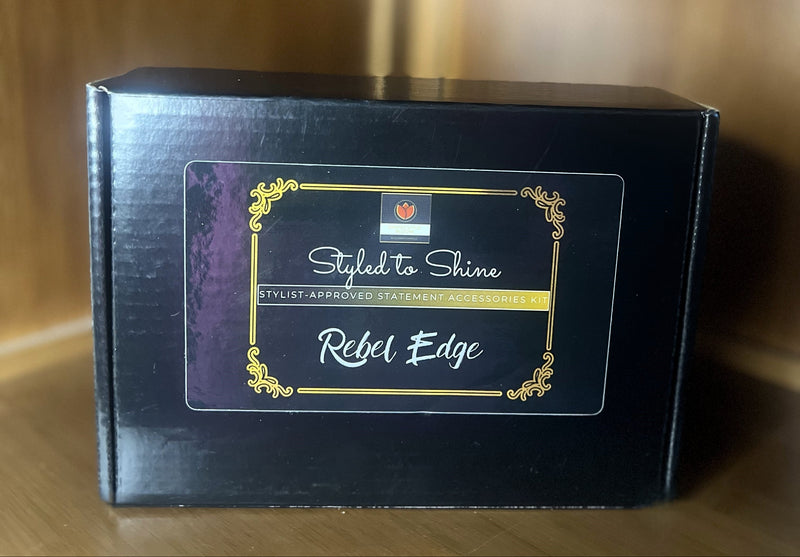 Styled to Shine
STYLIST-APPROVED STATEMENT ACCESSORIES KIT
Rebel Edge